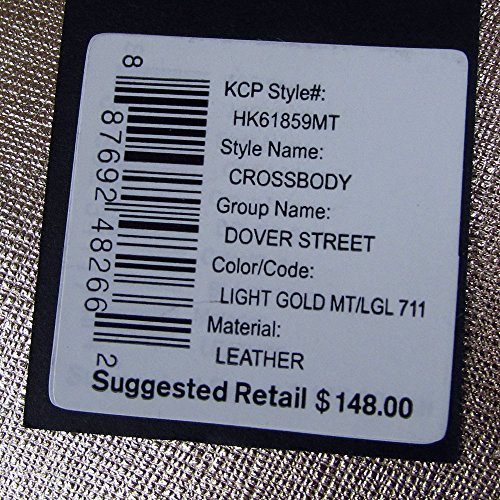 8 87692 48266 2
KCP Style#:
HK61859MT
Style Name:
CROSSBODY
Group Name:
DOVER STREET
Color/Code:
LIGHT GOLD MT/LGL 711
Material:
LEATHER
Suggested Retail $148.00